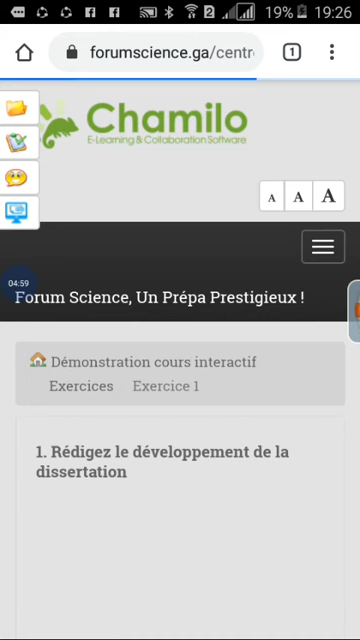 2 19% 19:26
forumscience.ga/centr
1
Chamilo
E-Learning & Collaboration Software
A A A
04:59
Forum Science, Un Prépa Prestigieux !
Démonstration cours interactif
Exercices Exercice 1
1. Rédigez le développement de la
dissertation